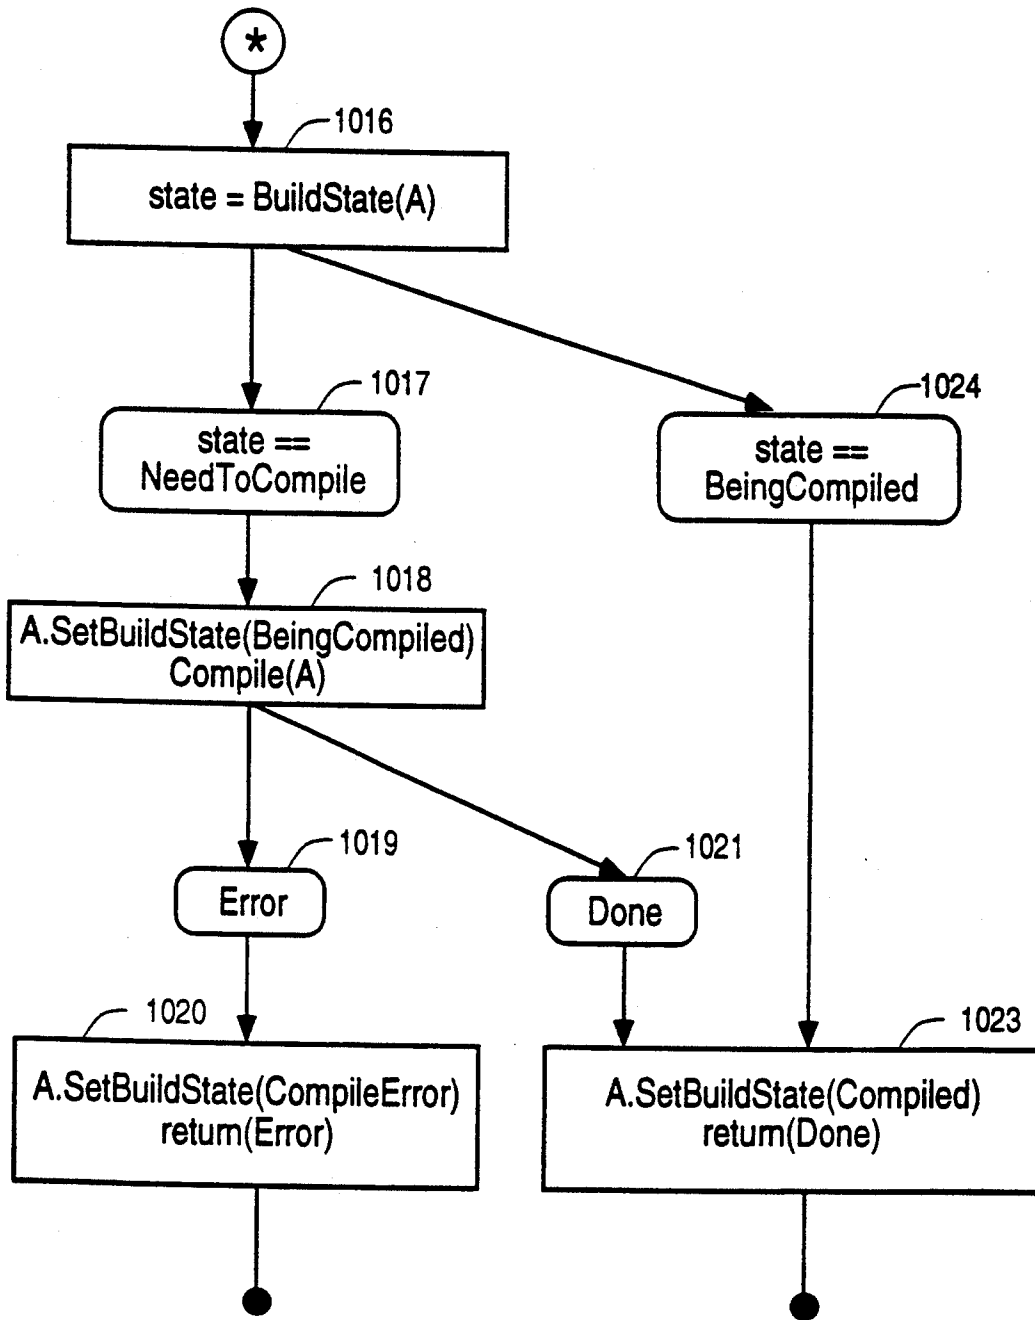 *
1016
state = BuildState(A)
1017
state ==
NeedToCompile
1024
state ==
BeingCompiled
1018
A.SetBuildState(BeingCompiled)
Compile(A)
1019
Error
1021
Done
1020
A.SetBuildState(CompileError)
return(Error)
1023
A.SetBuildState(Compiled)
return(Done)